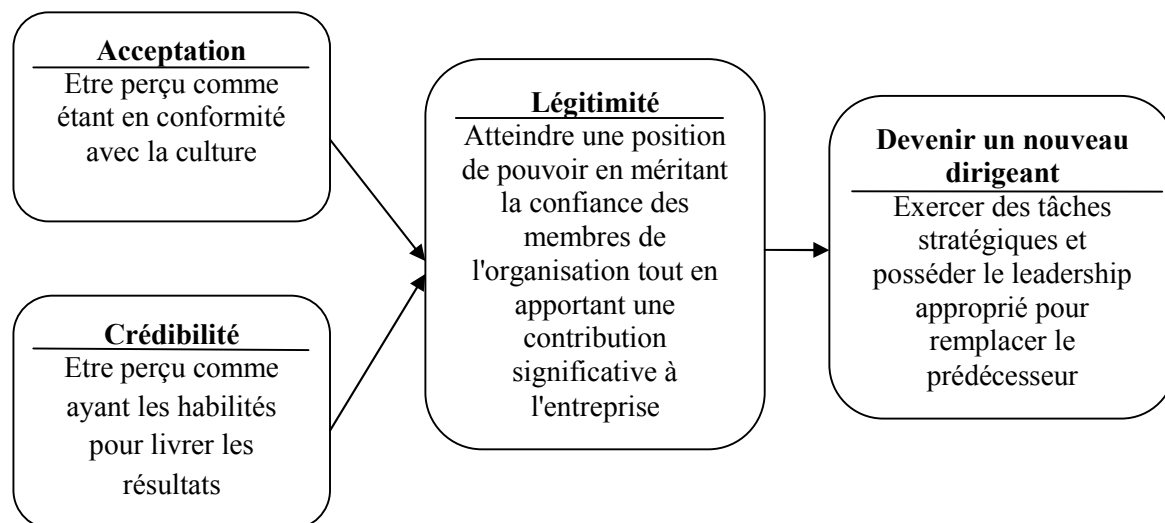 Acceptation
Etre perçu comme
étant en conformité
avec la culture
Crédibilité
Etre perçu comme
ayant les habilités
pour livrer les
résultats
Légitimité
Atteindre une position
de pouvoir en méritant
la confiance des
membres de
l'organisation tout en
apportant une
contribution
significative à
l'entreprise
Devenir un nouveau
dirigeant
Exercer des tâches
stratégiques et
posséder le leadership
approprié pour
remplacer le
prédécesseur